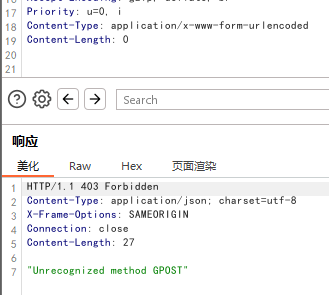 17 Priority: u=0, i
18 Content-Type: application/x-www-form-urlencoded
19 Content-Length: 0
20
21
Search
响应
美化 Raw Hex 页面渲染
1 HTTP/1.1 403 Forbidden
2 Content-Type: application/json; charset=utf-8
3 X-Frame-Options: SAMEORIGIN
4 Connection: close
5 Content-Length: 27
6
7 "Unrecognized method GPOST"